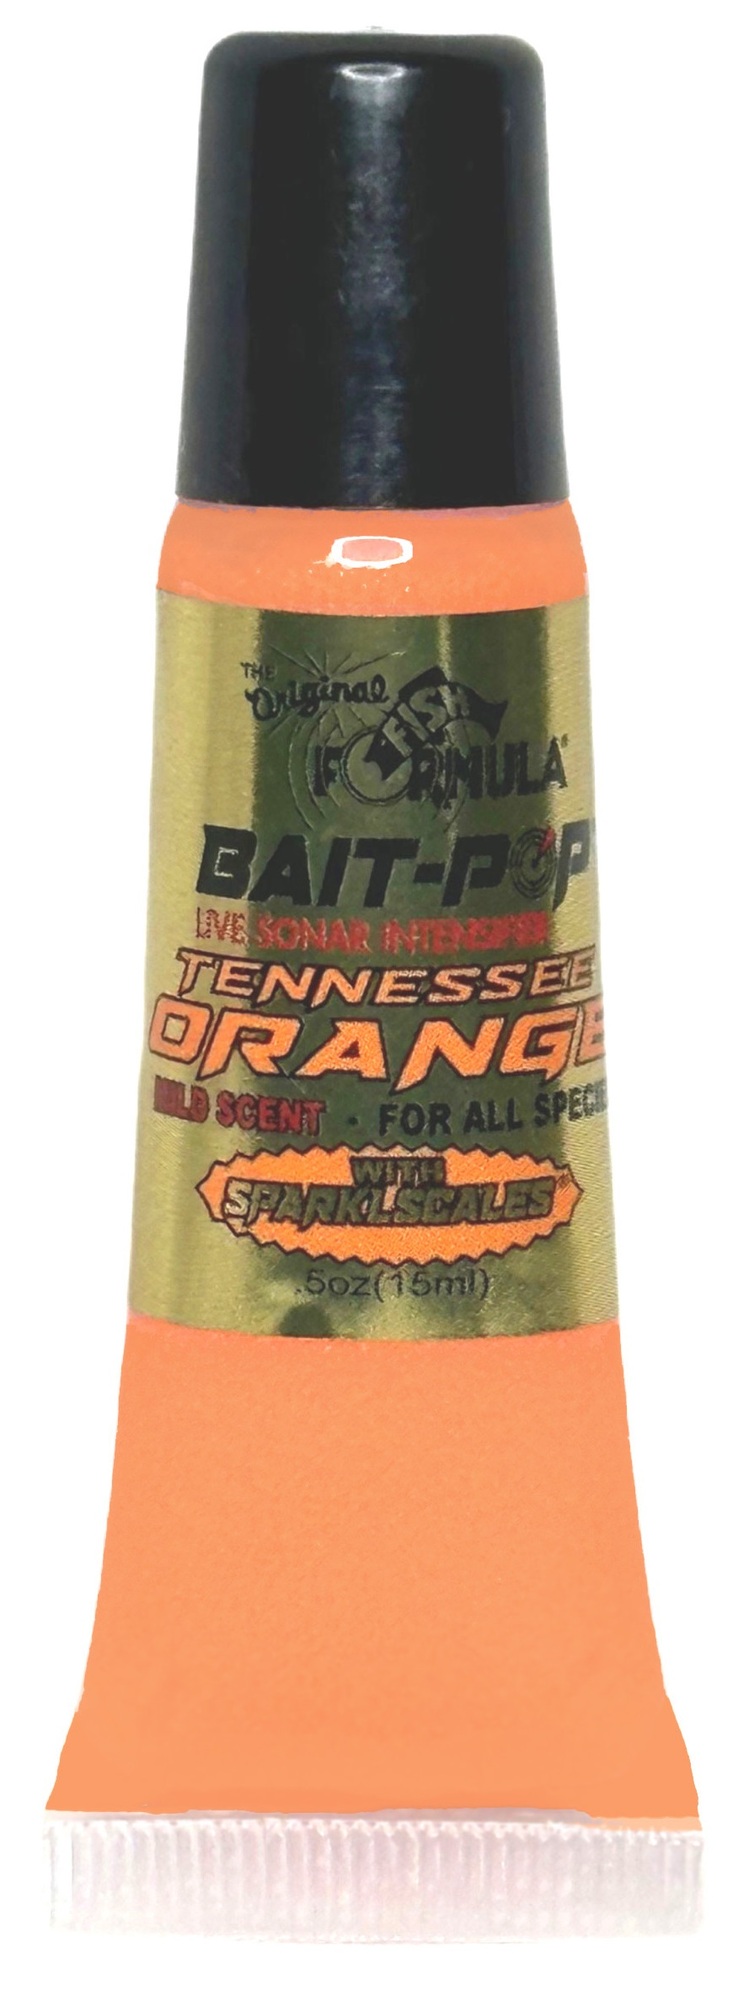 THE
Original
FISH
FORMULA®
BAIT-POP
LIVE SONAR INTENSIFIER
TENNESSEE
ORANGE
MILD SCENT · FOR ALL SPECIE
WITH
SPARKLSCALES®
.5oz(15ml)